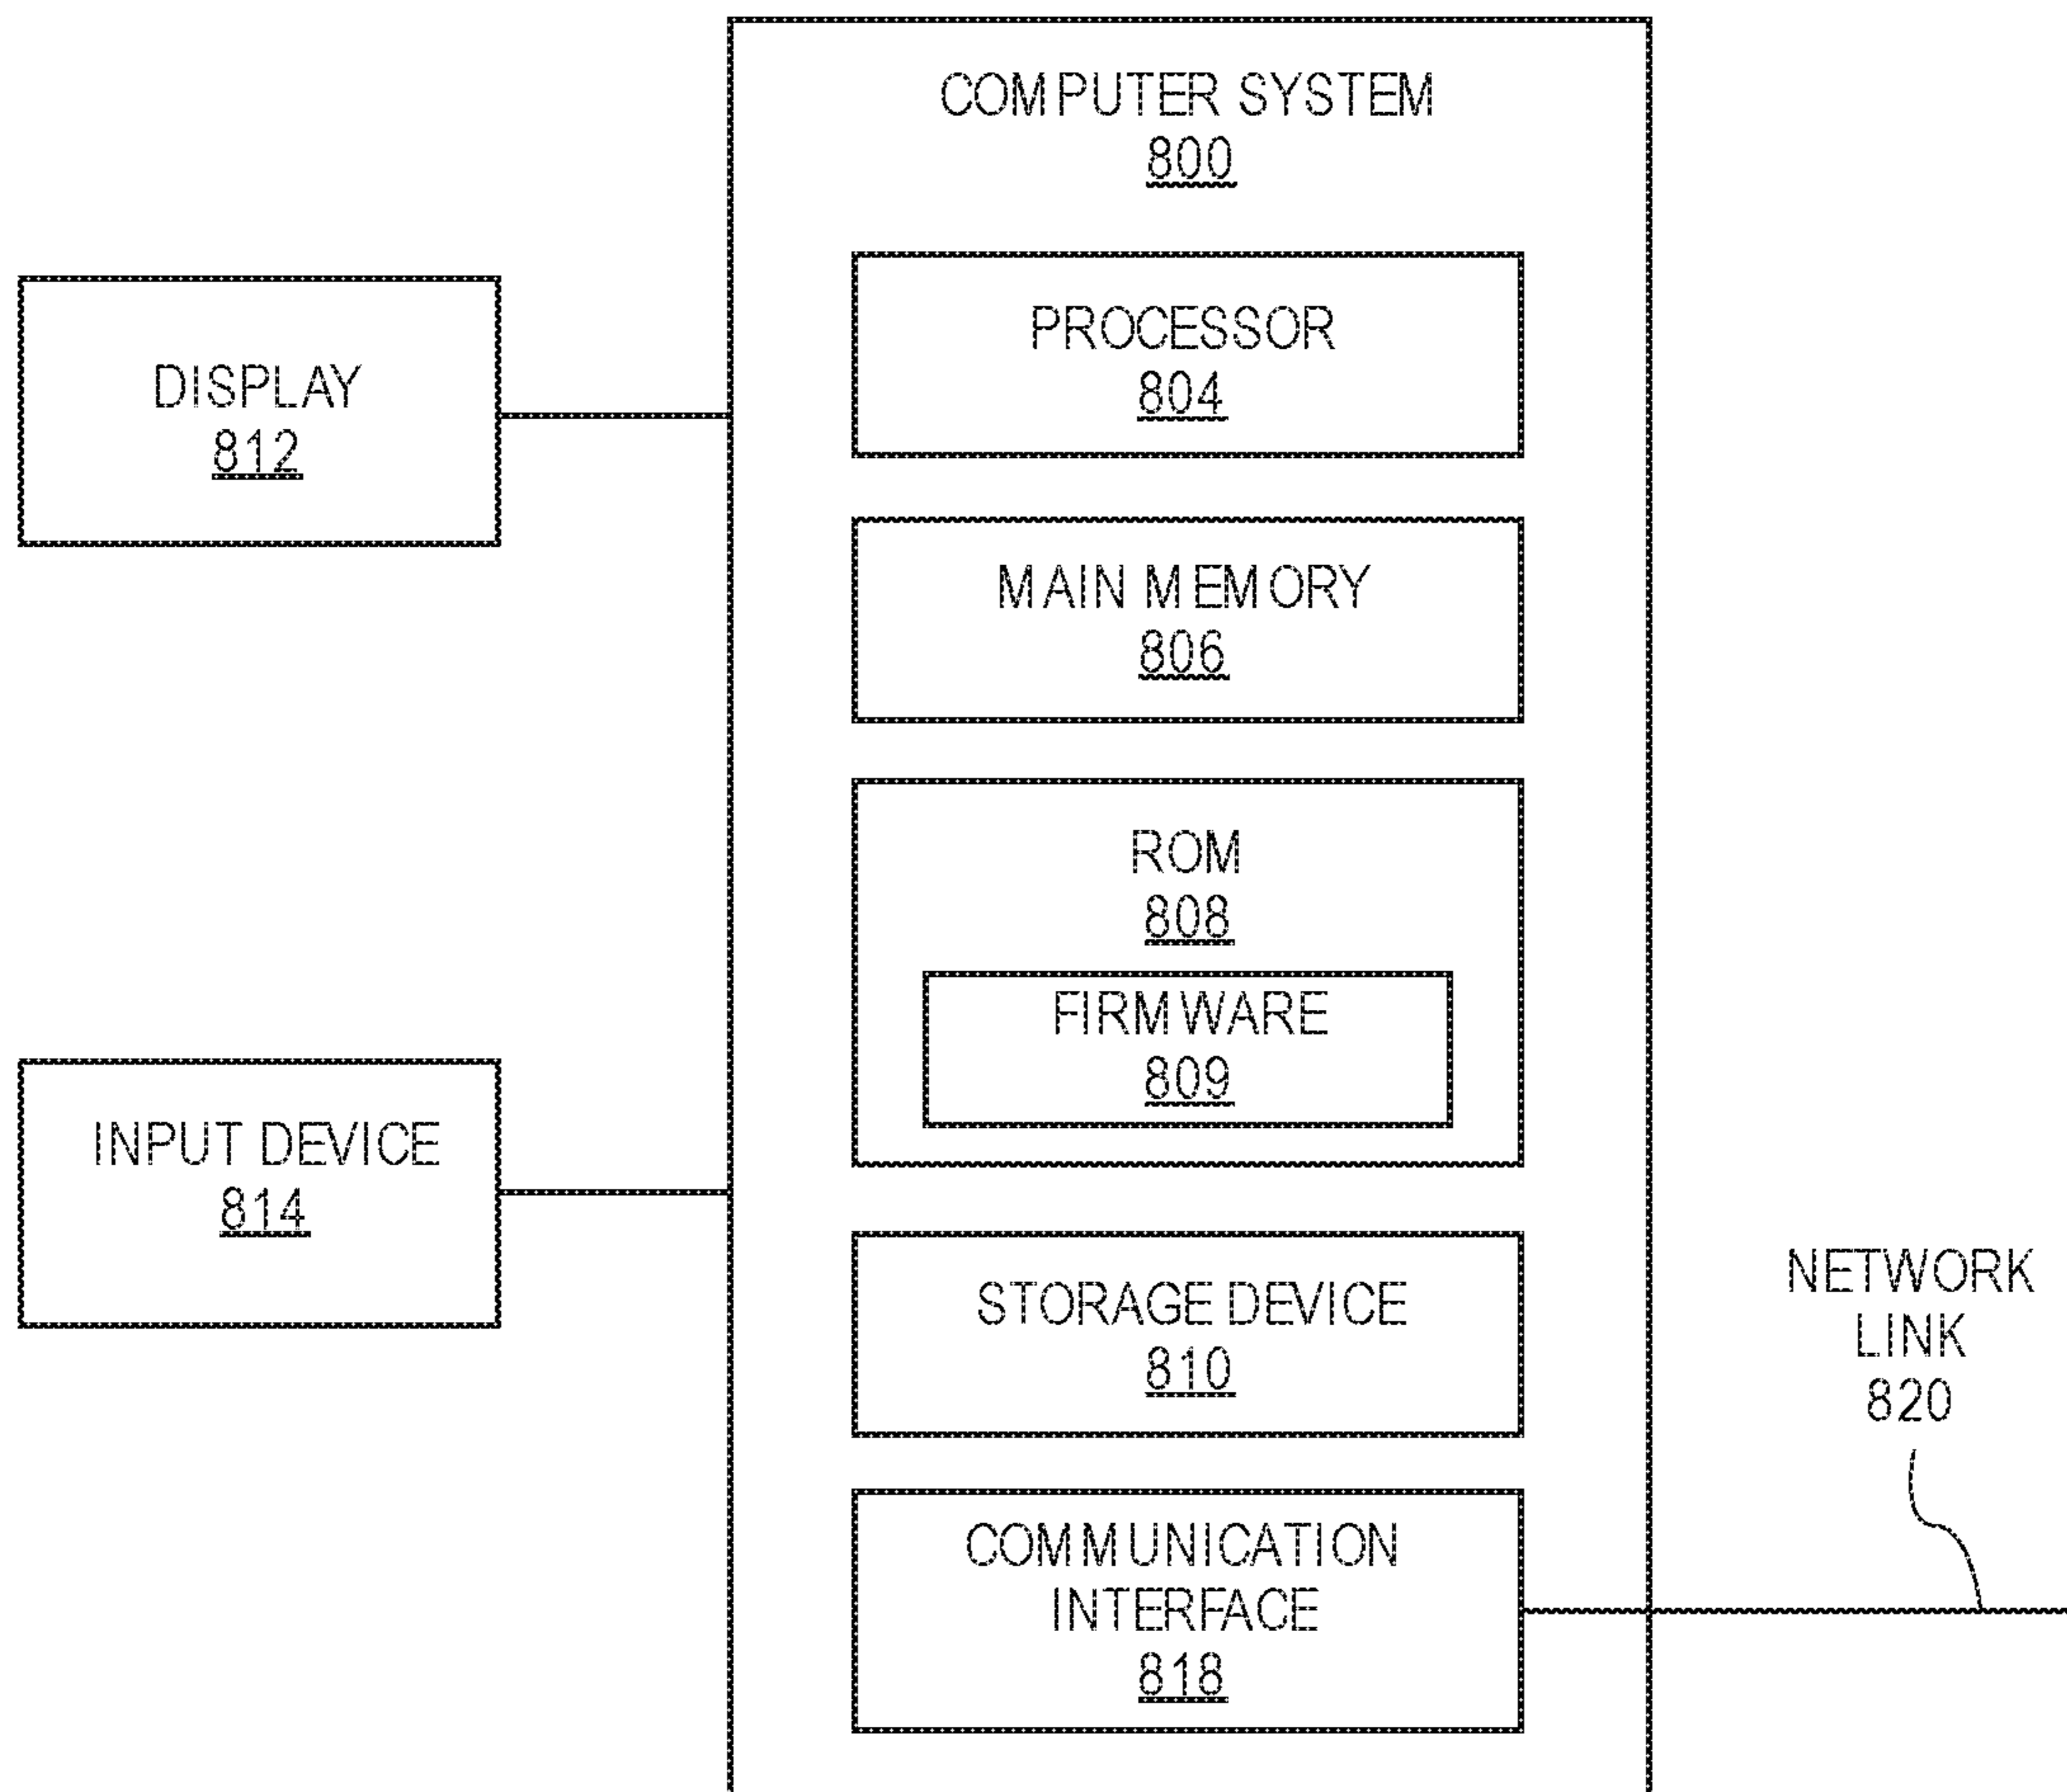 COMPUTER SYSTEM
800
PROCESSOR
804
DISPLAY
812
MAIN MEMORY
806
ROM
808
FIRMWARE
809
INPUT DEVICE
814
STORAGE DEVICE
810
NETWORK
LINK
820
COMMUNICATION
INTERFACE
818